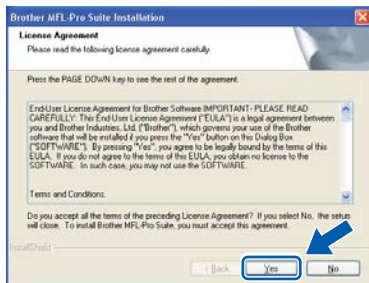 Brother MFL-Pro Suite Installation
License Agreement
Please read the following license agreement carefully.
Press the PAGE DOWN key to see the rest of the agreement.
End-User License Agreement for Brother Software IMPORTANT- PLEASE READ
CAREFULLY: This End User License Agreement ("EULA") is a legal agreement between
you and Brother Industries, Ltd. ("Brother"), which governs your use of the Brother
software that will be installed if you press the "Yes" button on this Dialog Box
("SOFTWARE"). By pressing "Yes", you agree to be legally bound by the terms of this
EULA. If you do not agree to the terms of this EULA, you obtain no license to the
SOFTWARE. In such case, you may not use the SOFTWARE.
Terms and Conditions.
Do you accept all the terms of the preceding License Agreement? If you select No, the setup
will close. To install Brother MFL-Pro Suite, you must accept this agreement.
InstallShield
< Back
Yes
No